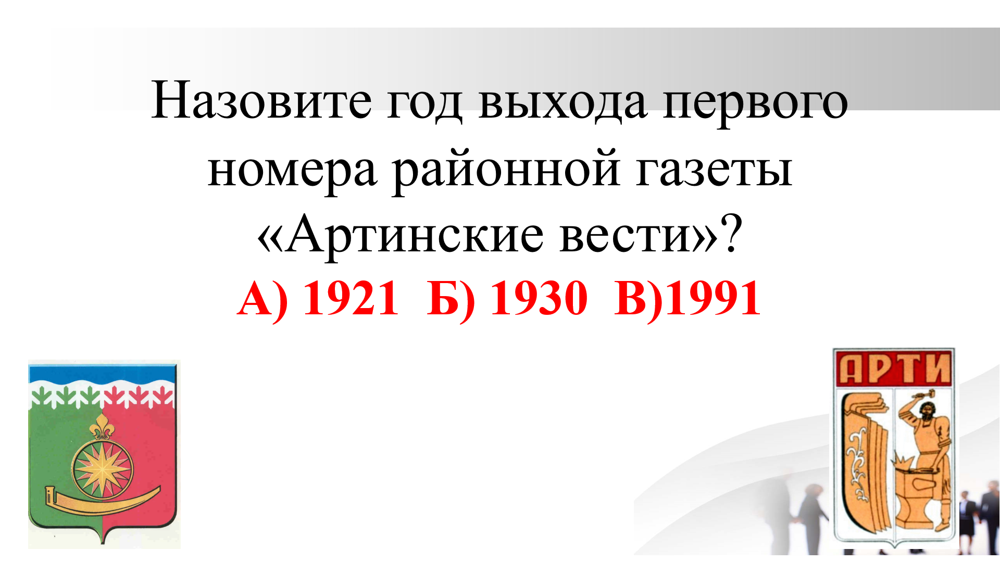 Назовите год выхода первого
номера районной газеты
«Артинские вести»?
А) 1921  Б) 1930  В)1991
АРТИ